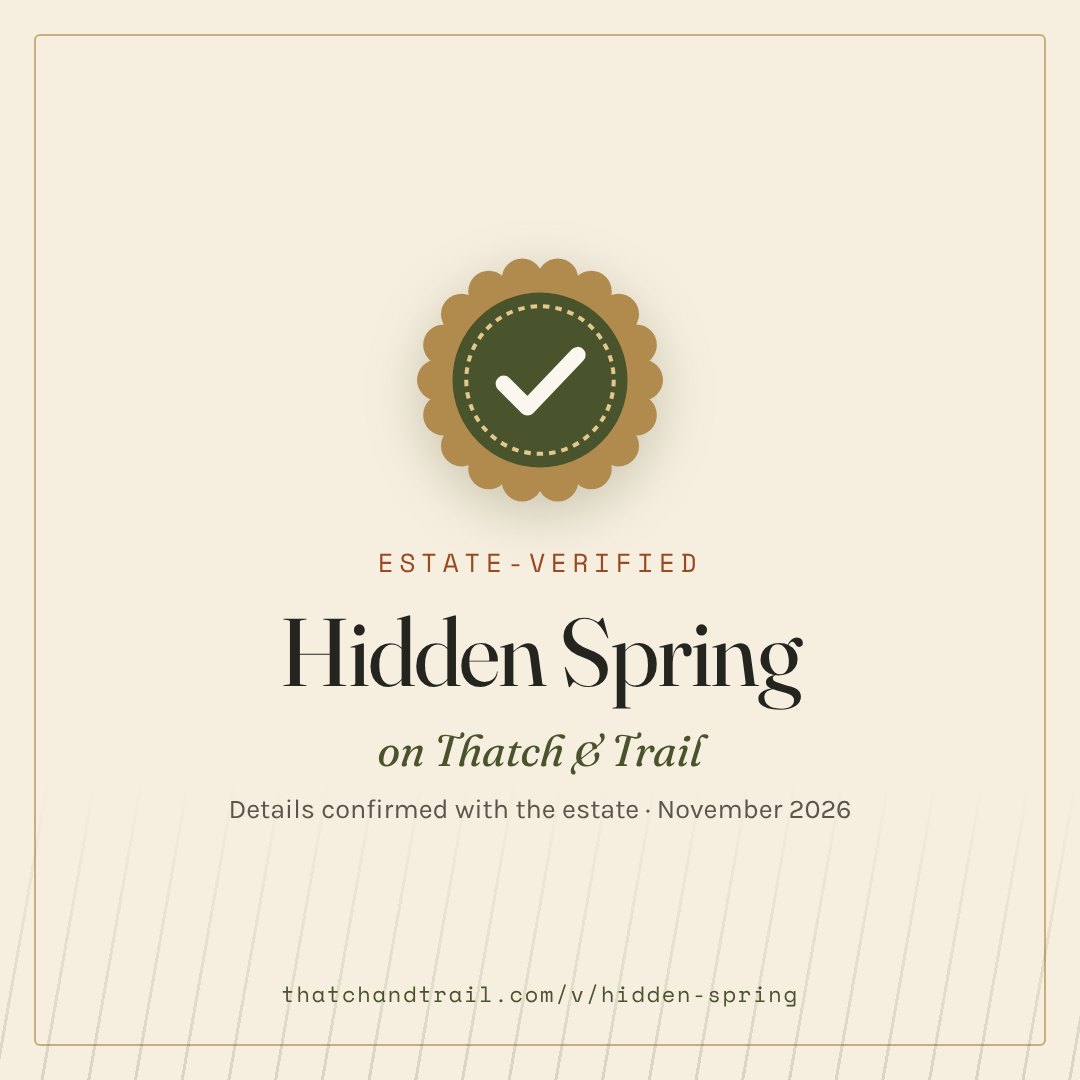 ESTATE-VERIFIED
Hidden Spring
on Thatch & Trail
Details confirmed with the estate · November 2026
thatchandtrail.com/v/hidden-spring